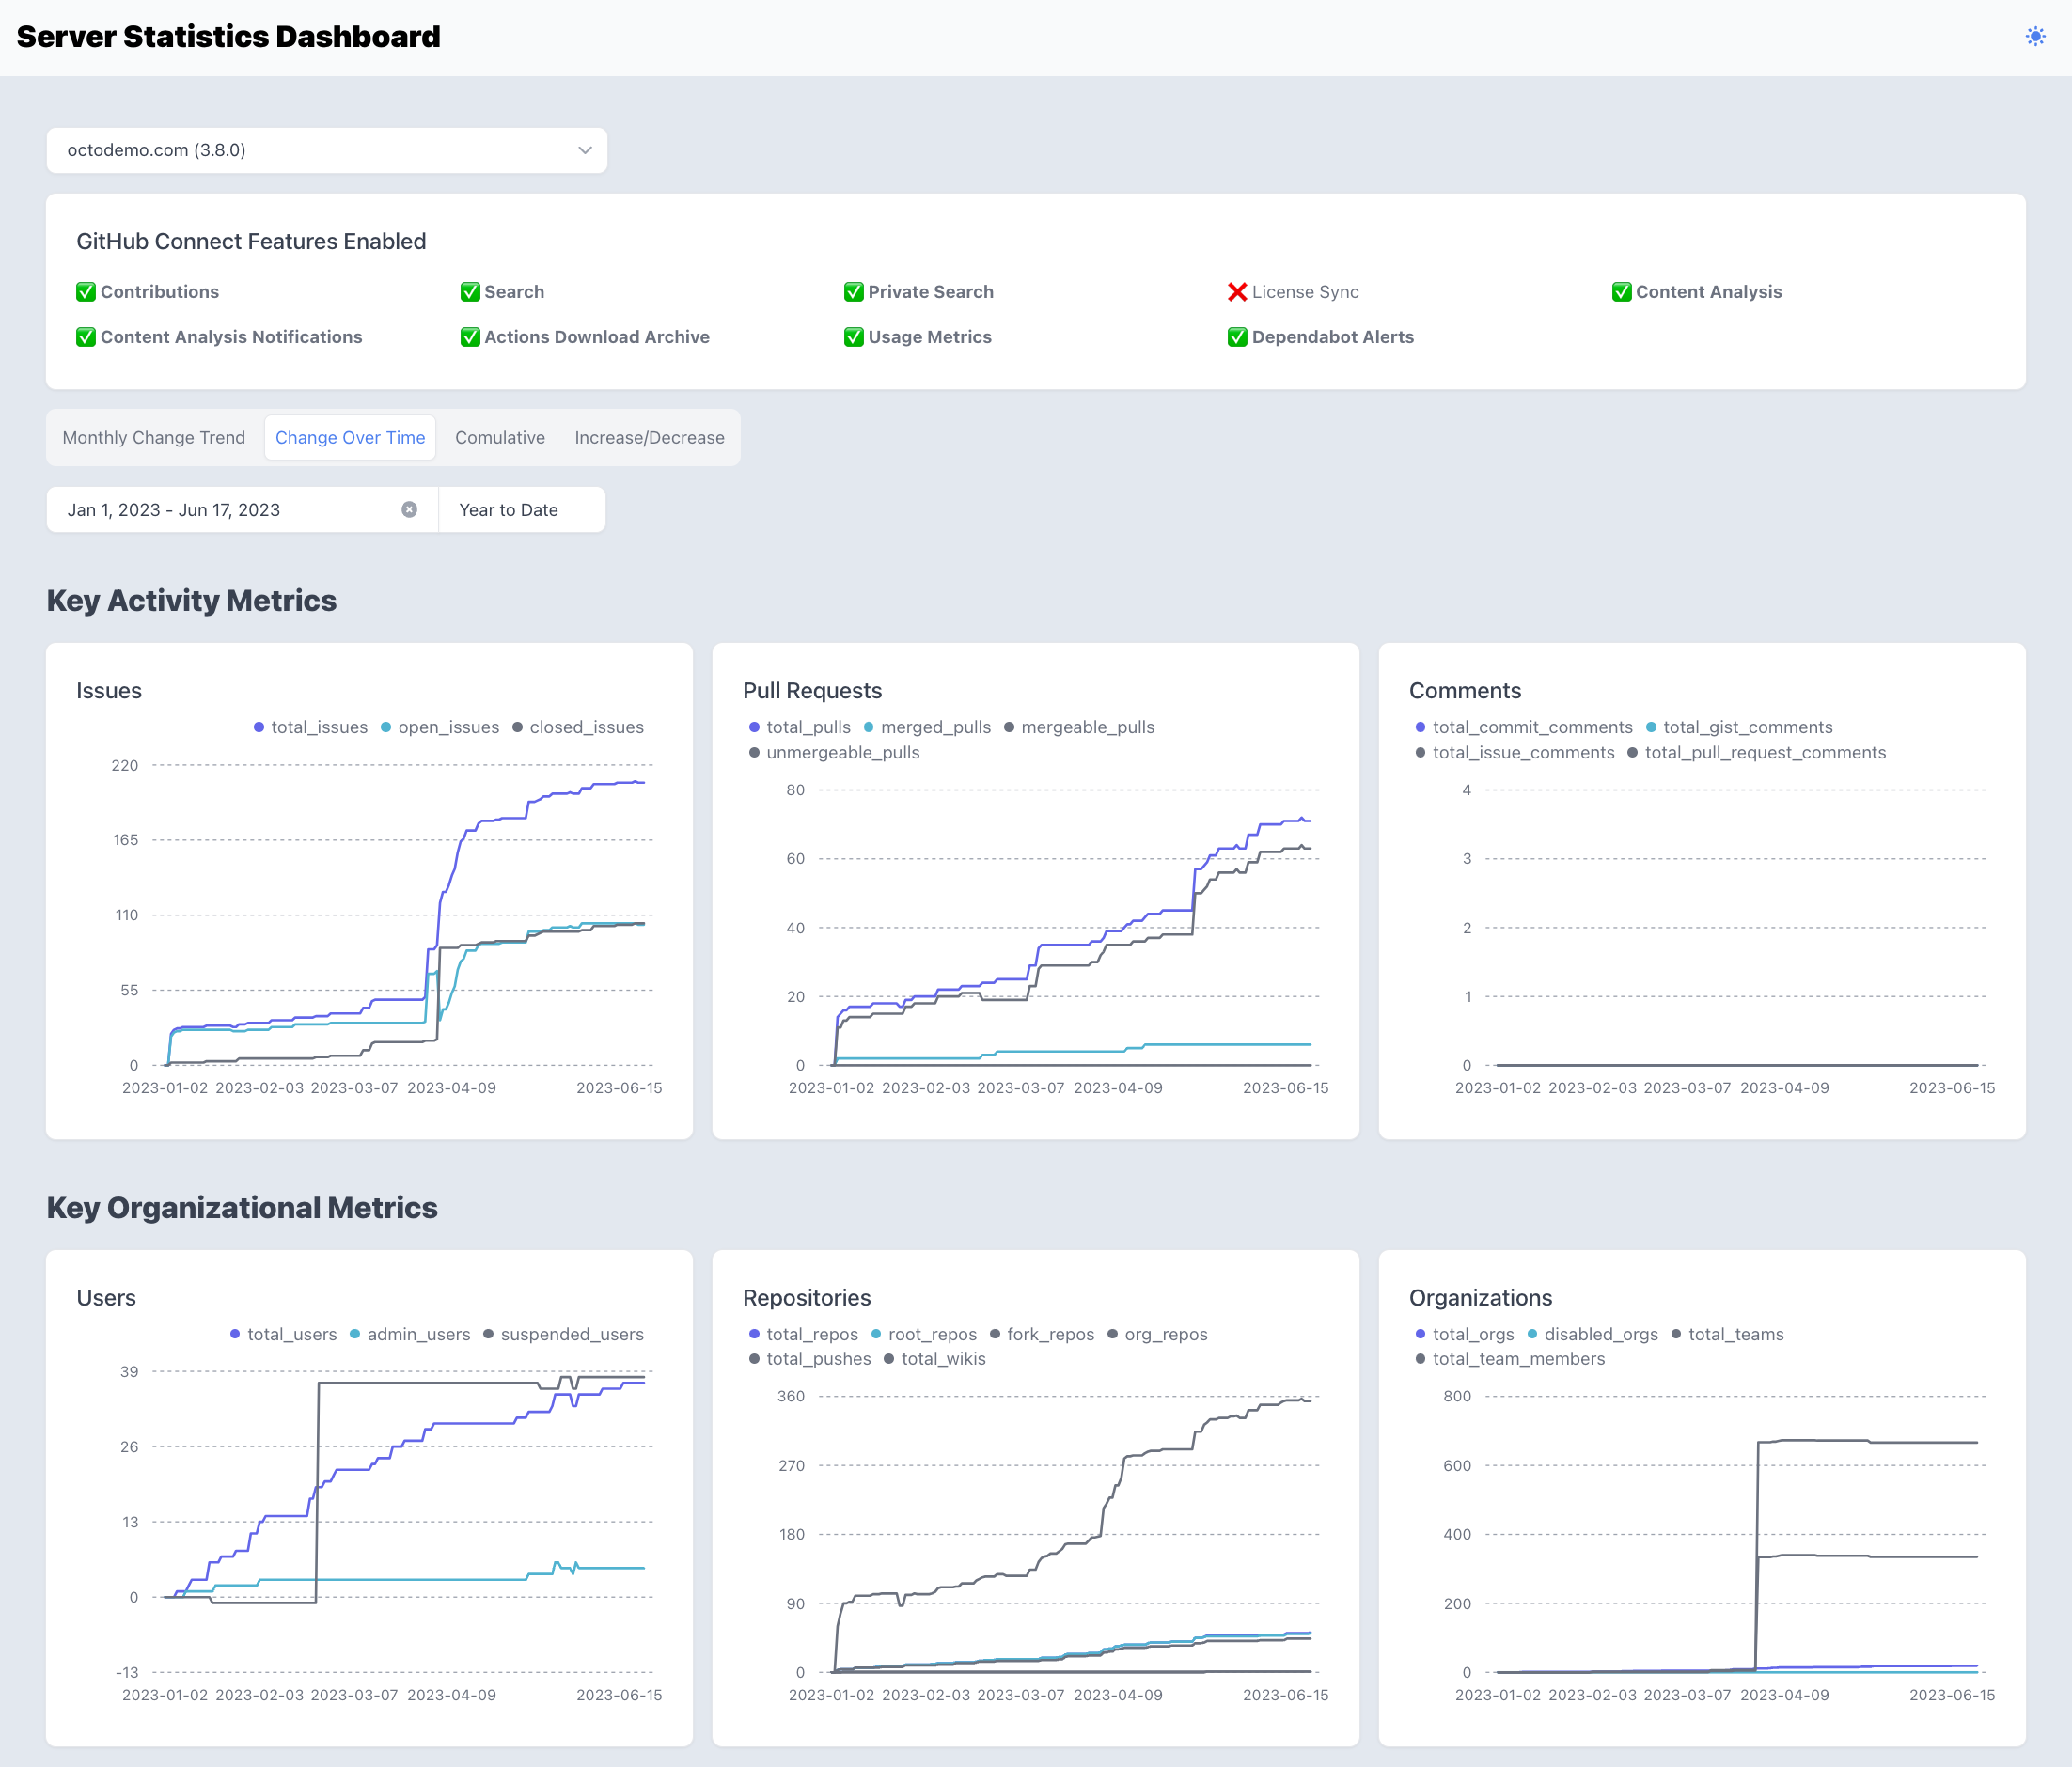 Server Statistics Dashboard
octodemo.com (3.8.0)
GitHub Connect Features Enabled
Contributions Search Private Search License Sync Content Analysis
Content Analysis Notifications Actions Download Archive Usage Metrics Dependabot Alerts
Monthly Change Trend Change Over Time Comulative Increase/Decrease
Jan 1, 2023 - Jun 17, 2023 Year to Date
Key Activity Metrics
Issues
total_issues open_issues closed_issues
220
165
110
55
0
2023-01-02 2023-02-03 2023-03-07 2023-04-09 2023-06-15
Pull Requests
total_pulls merged_pulls mergeable_pulls
unmergeable_pulls
80
60
40
20
0
2023-01-02 2023-02-03 2023-03-07 2023-04-09 2023-06-15
Comments
total_commit_comments total_gist_comments
total_issue_comments total_pull_request_comments
4
3
2
1
0
2023-01-02 2023-02-03 2023-03-07 2023-04-09 2023-06-15
Key Organizational Metrics
Users
total_users admin_users suspended_users
39
26
13
0
-13
2023-01-02 2023-02-03 2023-03-07 2023-04-09 2023-06-15
Repositories
total_repos root_repos fork_repos org_repos
total_pushes total_wikis
360
270
180
90
0
2023-01-02 2023-02-03 2023-03-07 2023-04-09 2023-06-15
Organizations
total_orgs disabled_orgs total_teams
total_team_members
800
600
400
200
0
2023-01-02 2023-02-03 2023-03-07 2023-04-09 2023-06-15